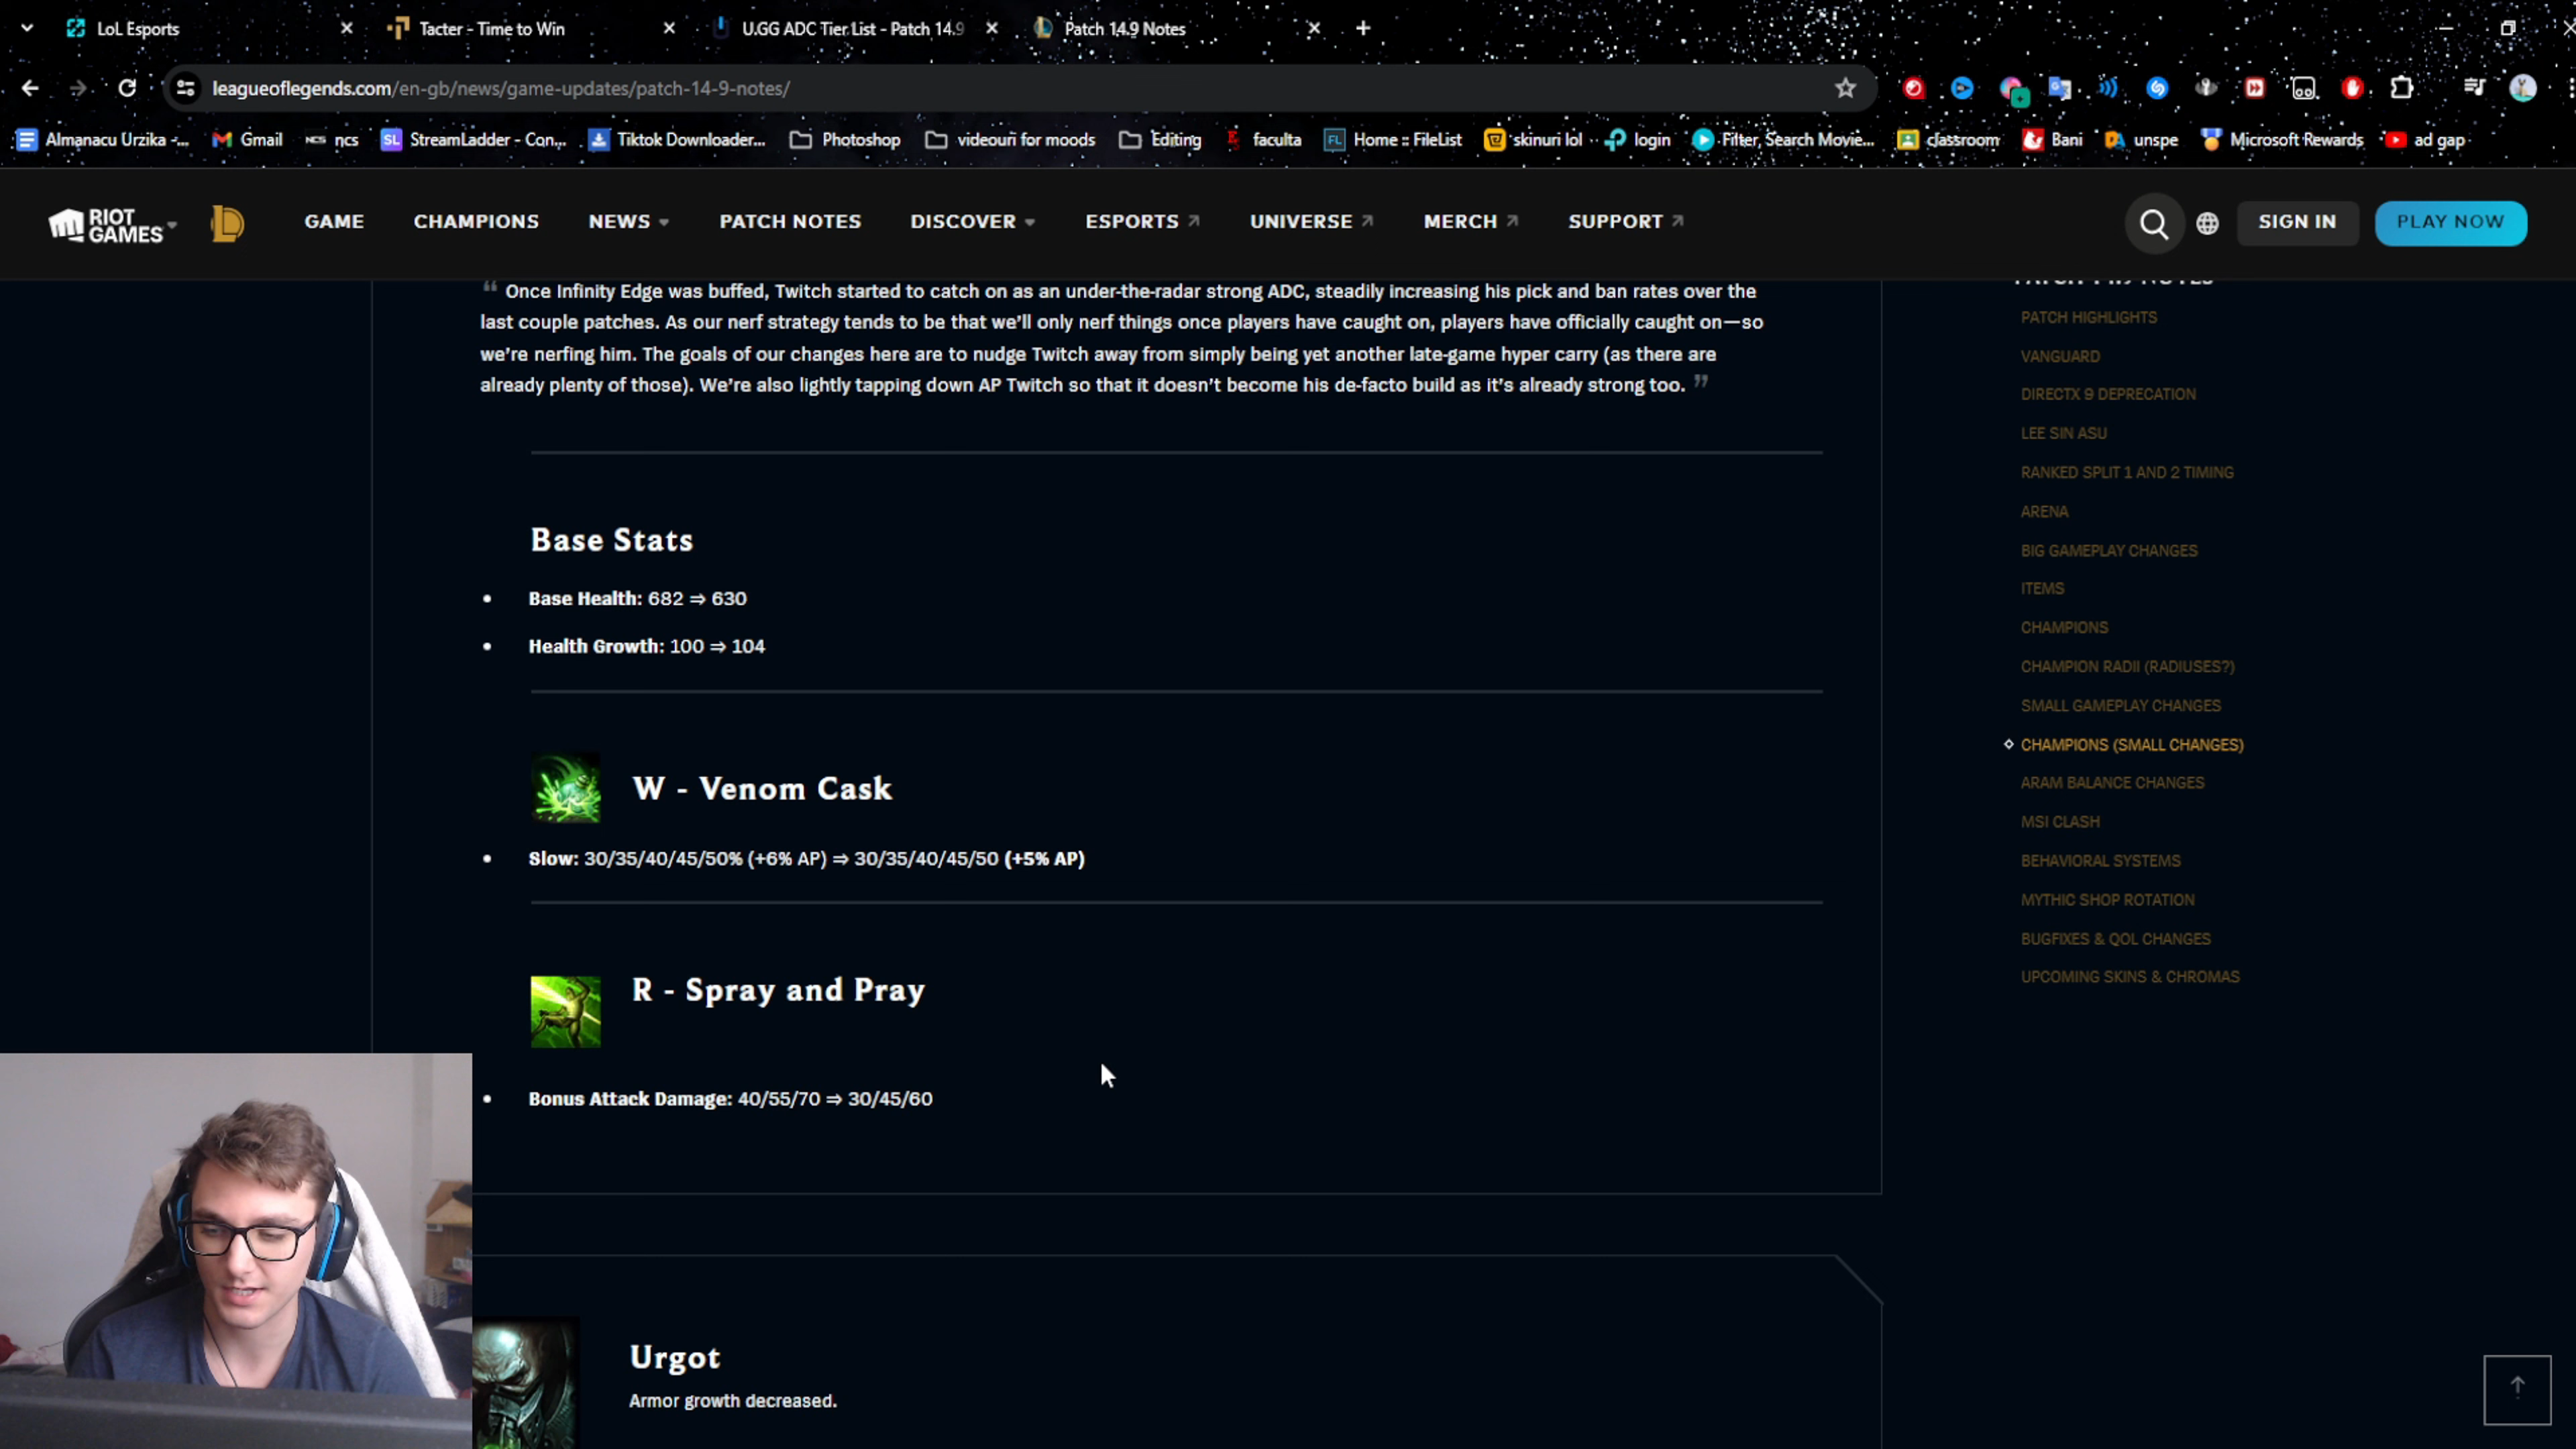 LoL Esports
Tacter - Time to Win
U.GG ADC Tier List - Patch 14.9
Patch 14.9 Notes
leagueoflegends.com/en-gb/news/game-updates/patch-14-9-notes/
Almanacu Urzika -... Gmail NCS ncs SL StreamLadder - Con... Tiktok Downloader... Photoshop videouri for moods Editing faculta FL Home :: FileList skinuri lol login Filter, Search Movie... classroom Bani unspe Microsoft Rewards ad gap
RIOT GAMES GAME CHAMPIONS NEWS PATCH NOTES DISCOVER ESPORTS UNIVERSE MERCH SUPPORT SIGN IN PLAY NOW
“ Once Infinity Edge was buffed, Twitch started to catch on as an under-the-radar strong ADC, steadily increasing his pick and ban rates over the
last couple patches. As our nerf strategy tends to be that we’ll only nerf things once players have caught on, players have officially caught on—so
we’re nerfing him. The goals of our changes here are to nudge Twitch away from simply being yet another late-game hyper carry (as there are
already plenty of those). We’re also lightly tapping down AP Twitch so that it doesn’t become his de-facto build as it’s already strong too. ”
Base Stats
• Base Health: 682 ⇒ 630
• Health Growth: 100 ⇒ 104
W - Venom Cask
• Slow: 30/35/40/45/50% (+6% AP) ⇒ 30/35/40/45/50 (+5% AP)
R - Spray and Pray
• Bonus Attack Damage: 40/55/70 ⇒ 30/45/60
Urgot
Armor growth decreased.
PATCH 14.9 NOTES
PATCH HIGHLIGHTS
VANGUARD
DIRECTX 9 DEPRECATION
LEE SIN ASU
RANKED SPLIT 1 AND 2 TIMING
ARENA
BIG GAMEPLAY CHANGES
ITEMS
CHAMPIONS
CHAMPION RADII (RADIUSES?)
SMALL GAMEPLAY CHANGES
CHAMPIONS (SMALL CHANGES)
ARAM BALANCE CHANGES
MSI CLASH
BEHAVIORAL SYSTEMS
MYTHIC SHOP ROTATION
BUGFIXES & QOL CHANGES
UPCOMING SKINS & CHROMAS